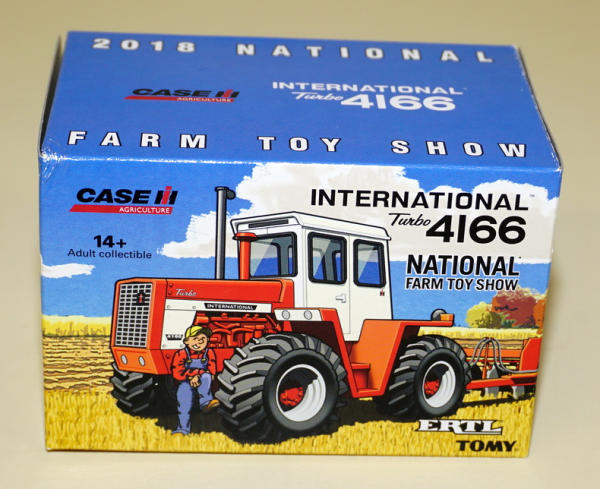 2018 NATIONAL
CASE IH
AGRICULTURE
INTERNATIONAL
Turbo 4166
FARM TOY SHOW
CASE IH
AGRICULTURE
14+
Adult collectible
INTERNATIONAL
Turbo 4166
NATIONAL
FARM TOY SHOW
Turbo
INTERNATIONAL
ERTL
TOMY